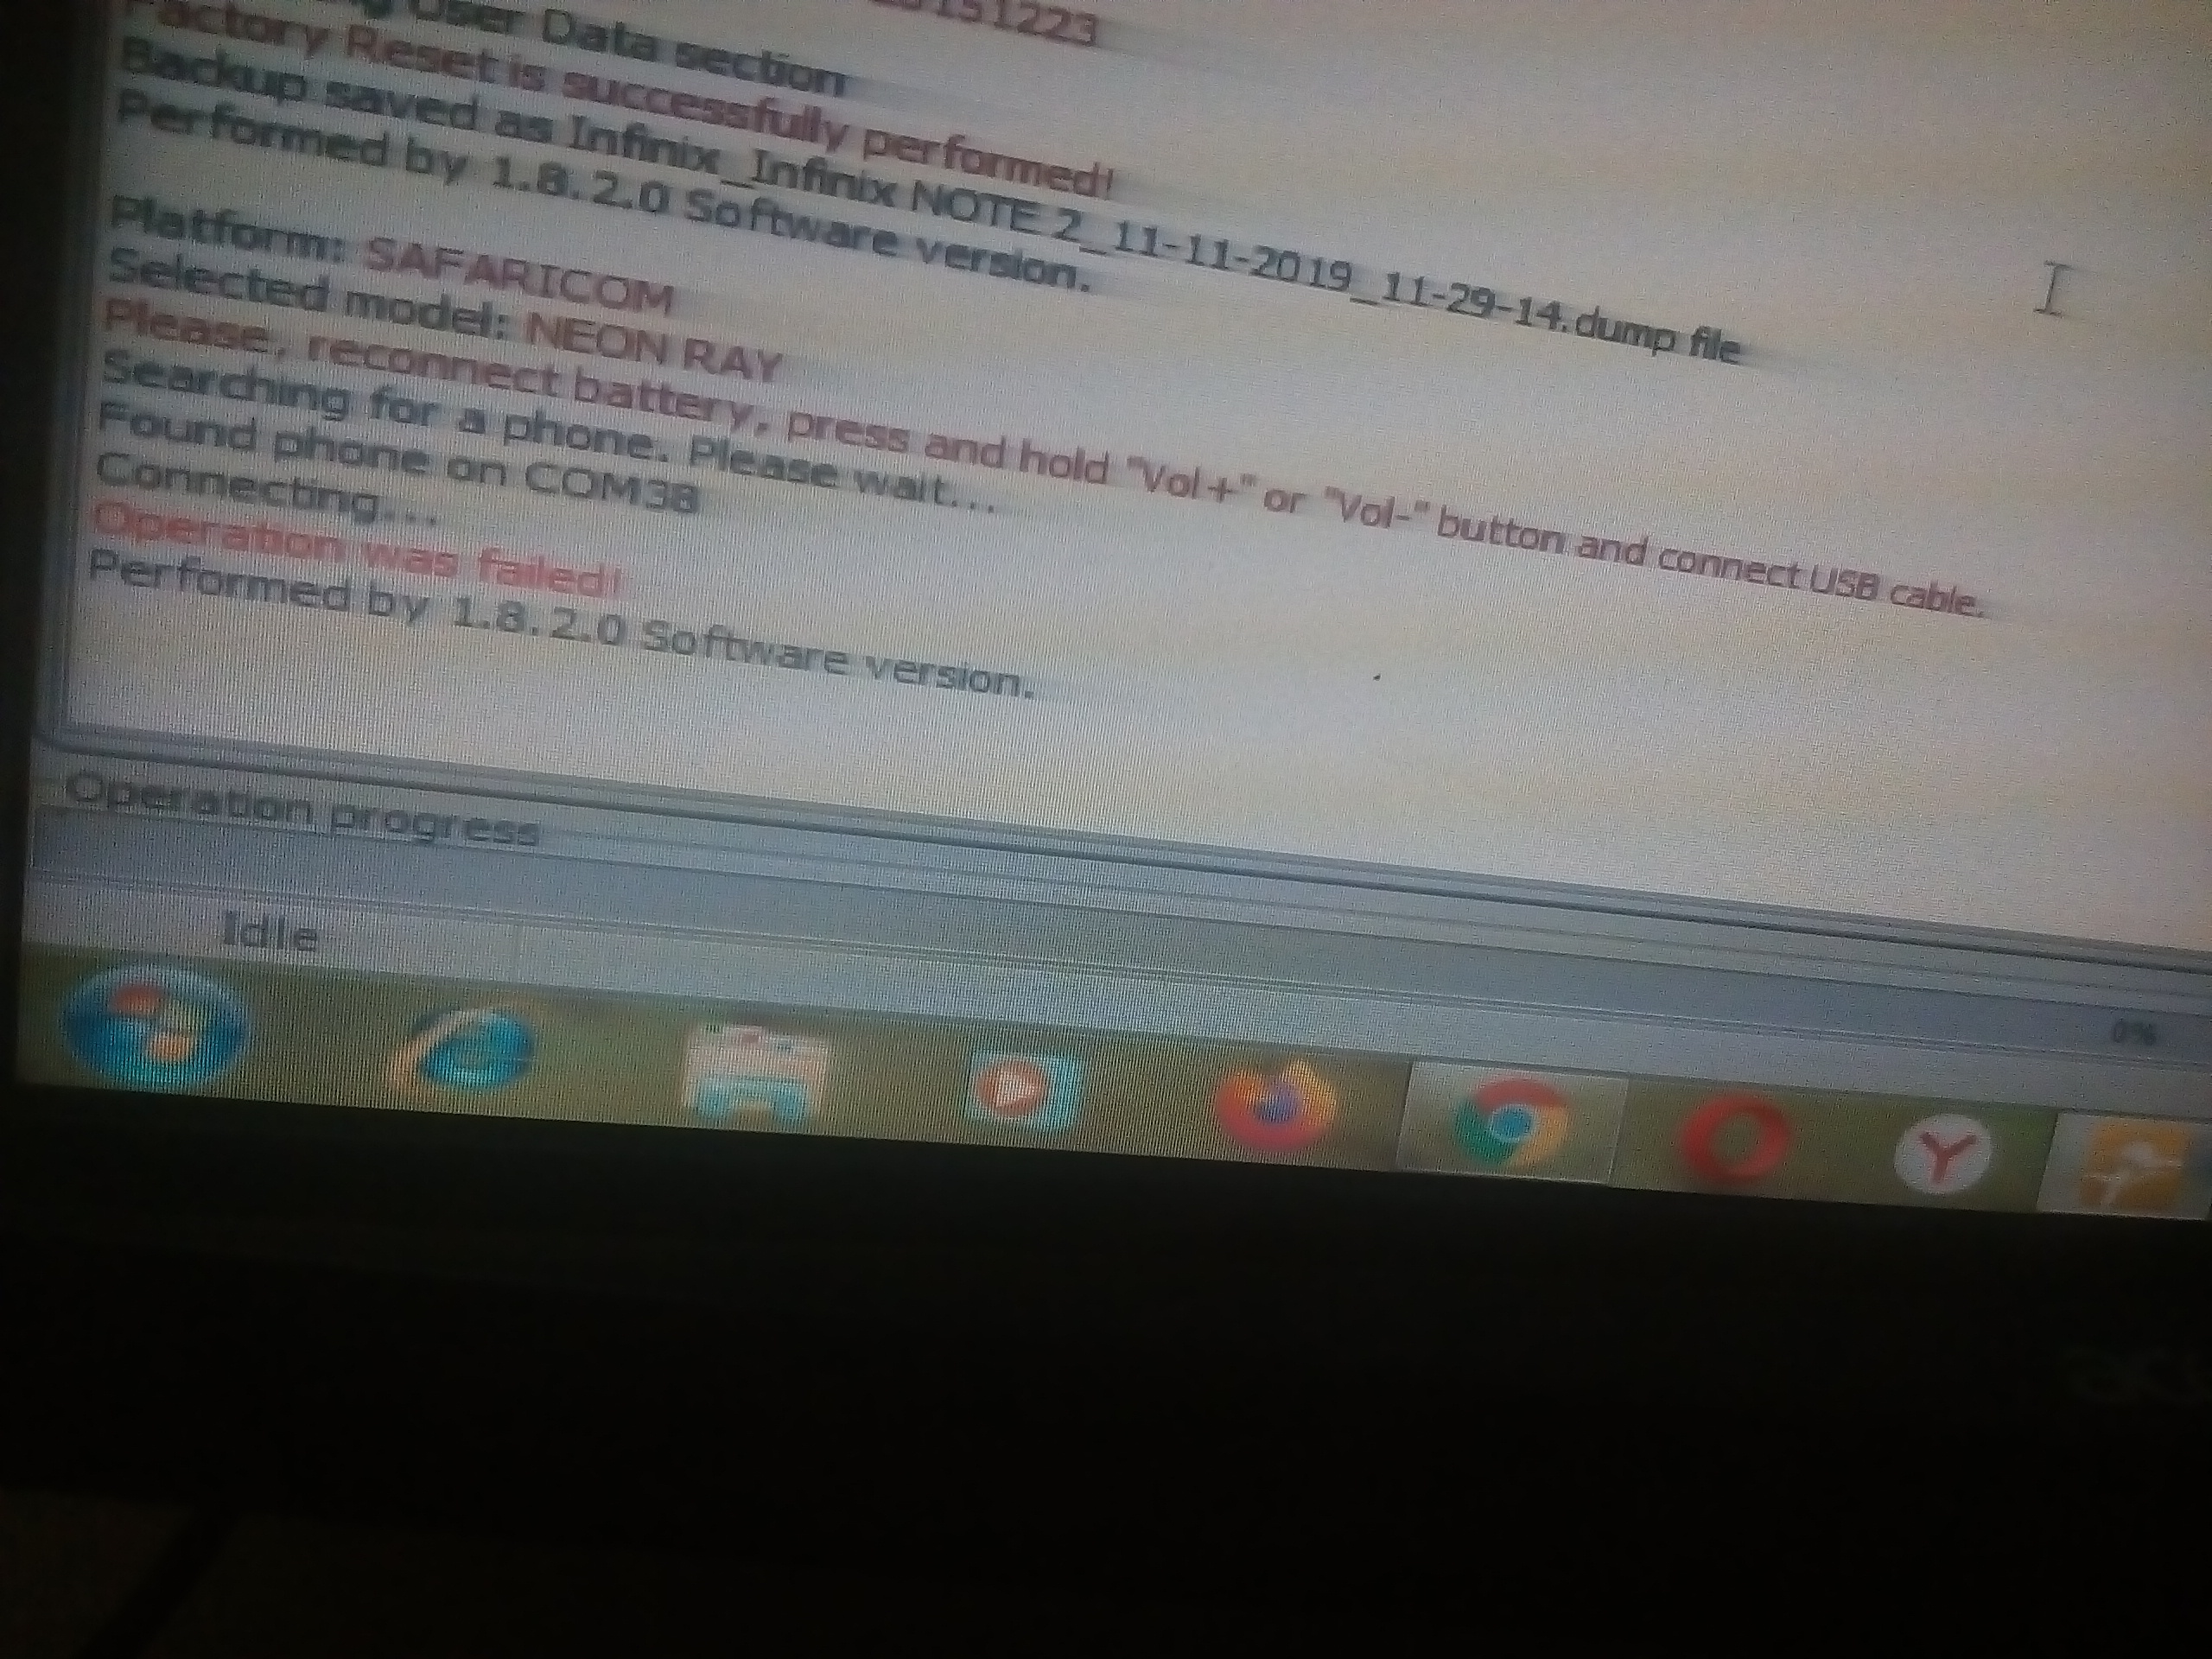 51223
User Data section
Factory Reset is successfully performed!
Backup saved as Infinix_Infinix NOTE 2_11-11-2019_11-29-14.dump file
Performed by 1.8.2.0 Software version.
Platform: SAFARICOM
Selected model: NEON RAY
Please, reconnect battery, press and hold "Vol+" or "Vol-" button and connect USB cable.
Searching for a phone. Please wait...
Found phone on COM38
Connecting...
Operation was failed!
Performed by 1.8.2.0 Software version.
Operation progress
0%
Idle